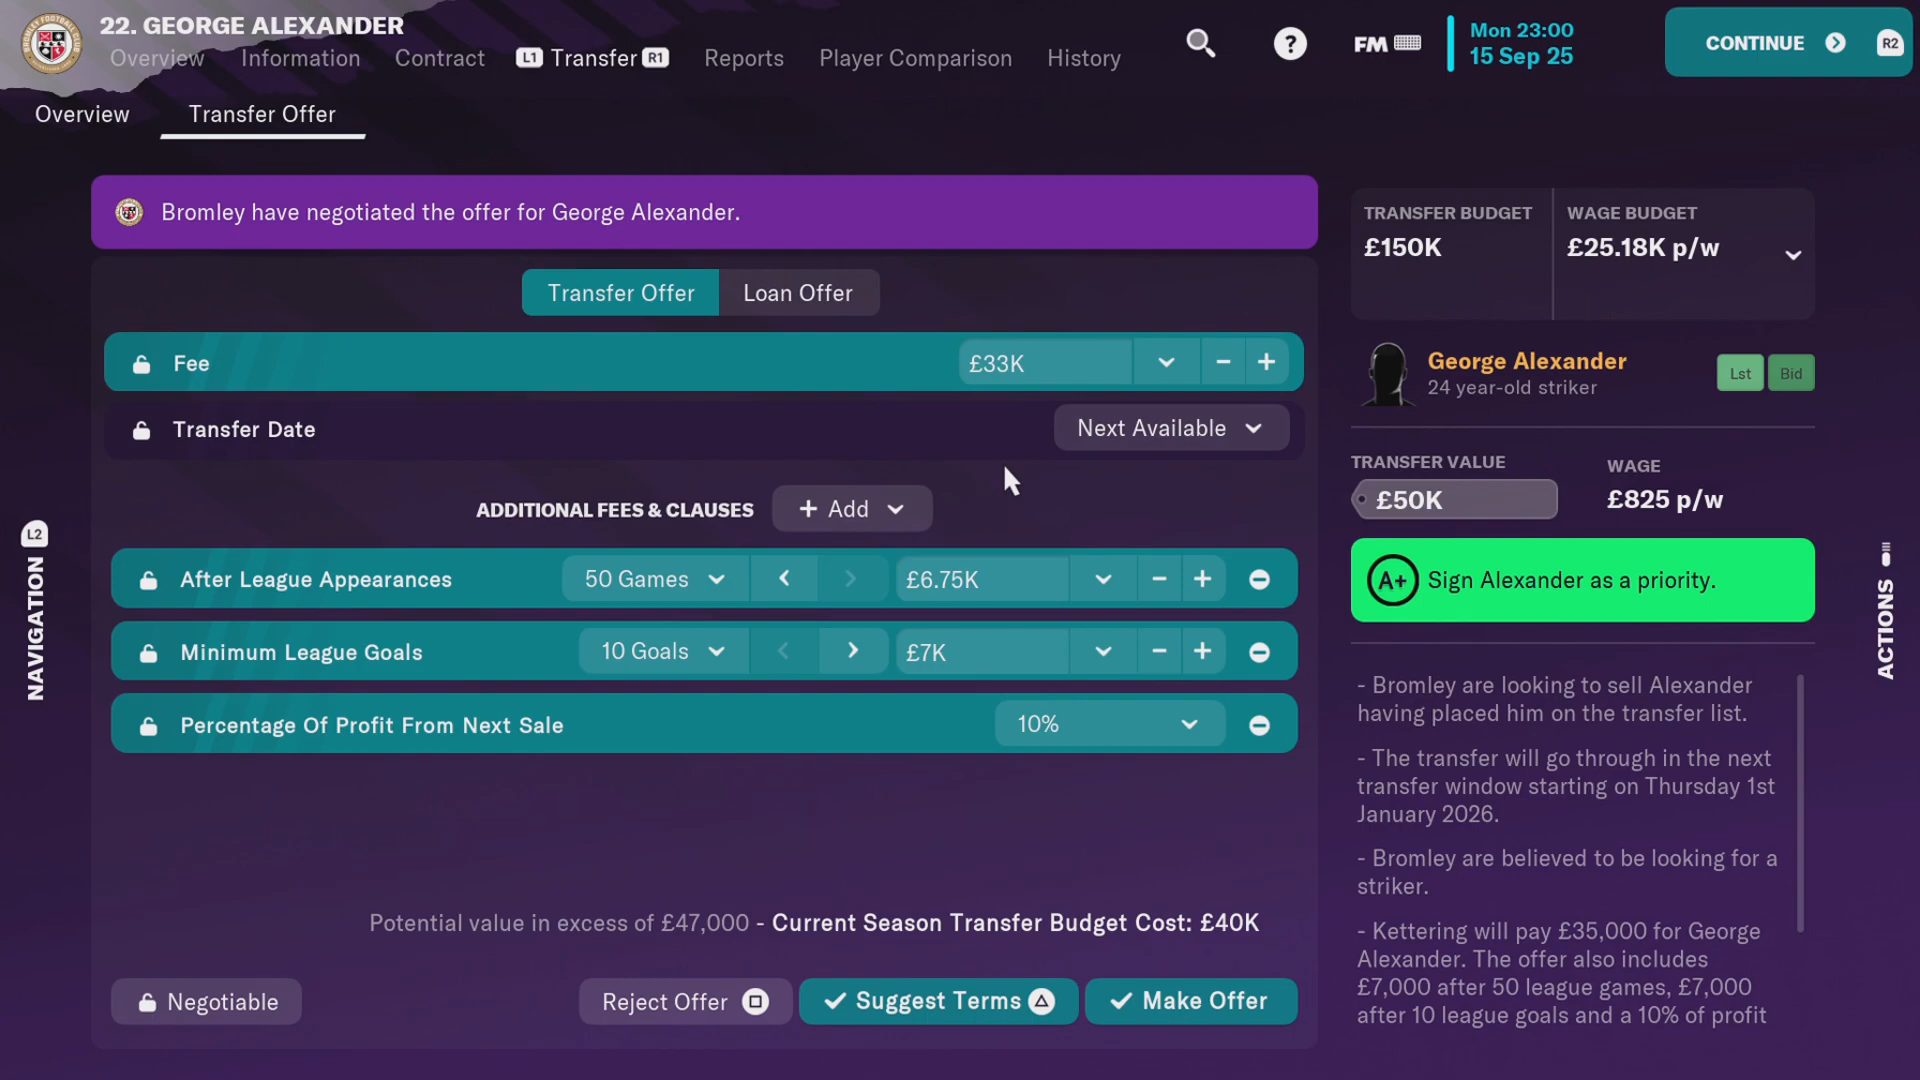 22. GEORGE ALEXANDER
Overview
Information
Contract
L1 Transfer R1
Reports
Player Comparison
History
?
FM
Mon 23:00
15 Sep 25
CONTINUE
R2
Overview
Transfer Offer
Bromley have negotiated the offer for George Alexander.
Transfer Offer
Loan Offer
Fee
£33K
Transfer Date
Next Available
ADDITIONAL FEES & CLAUSES
+ Add
After League Appearances
50 Games
£6.75K
Minimum League Goals
10 Goals
£7K
Percentage Of Profit From Next Sale
10%
Potential value in excess of £47,000 - Current Season Transfer Budget Cost: £40K
Negotiable
Reject Offer
Suggest Terms
Make Offer
NAVIGATION L2
TRANSFER BUDGET
£150K
WAGE BUDGET
£25.18K p/w
George Alexander
24 year-old striker
Lst
Bid
TRANSFER VALUE
£50K
WAGE
£825 p/w
A+
Sign Alexander as a priority.
- Bromley are looking to sell Alexander
having placed him on the transfer list.
- The transfer will go through in the next
transfer window starting on Thursday 1st
January 2026.
- Bromley are believed to be looking for a
striker.
- Kettering will pay £35,000 for George
Alexander. The offer also includes
£7,000 after 50 league games, £7,000
after 10 league goals and a 10% of profit
ACTIONS